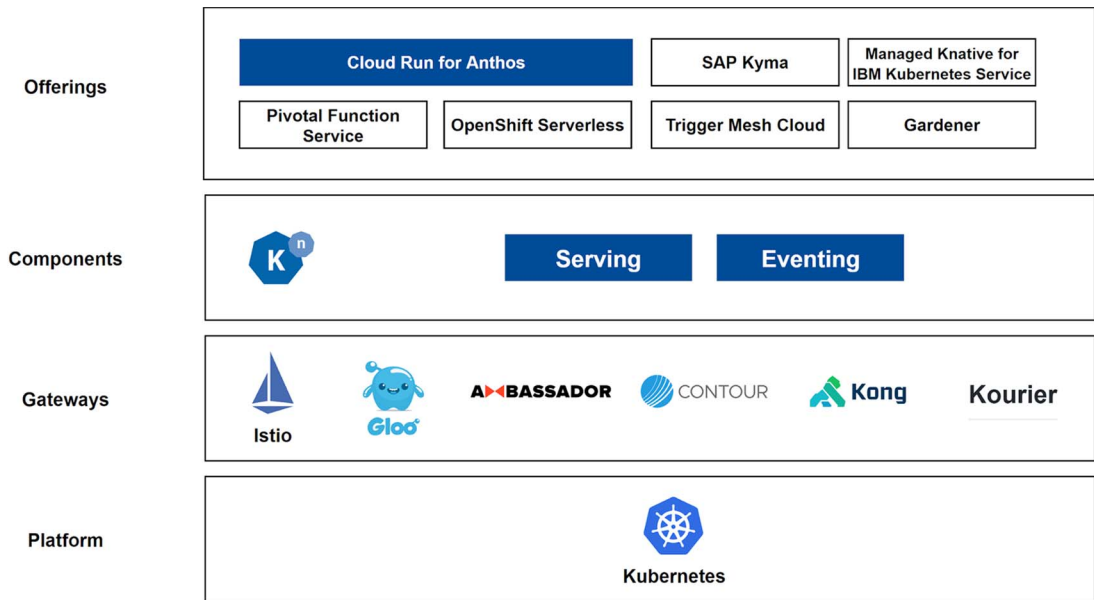 Offerings
Cloud Run for Anthos
SAP Kyma
Managed Knative for
IBM Kubernetes Service
Pivotal Function
Service
OpenShift Serverless
Trigger Mesh Cloud
Gardener
Components
K
n
Serving
Eventing
Gateways
Istio
Gloo
AMBASSADOR
CONTOUR
Kong
Kourier
Platform
Kubernetes